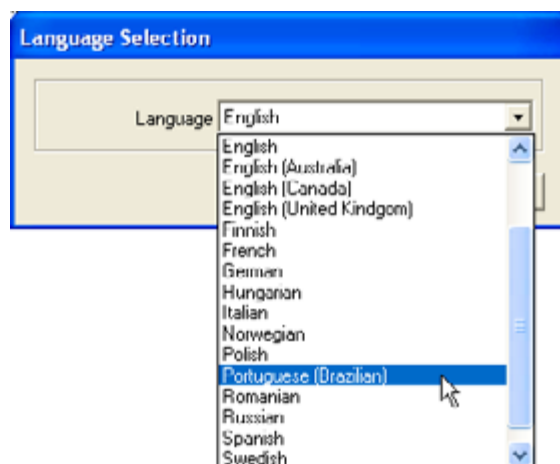 Language Selection
Language English
English
English (Australia)
English (Canada)
English (United Kindgom)
Finnish
French
German
Hungarian
Italian
Norwegian
Polish
Portuguese (Brazilian)
Romanian
Russian
Spanish
Swedish